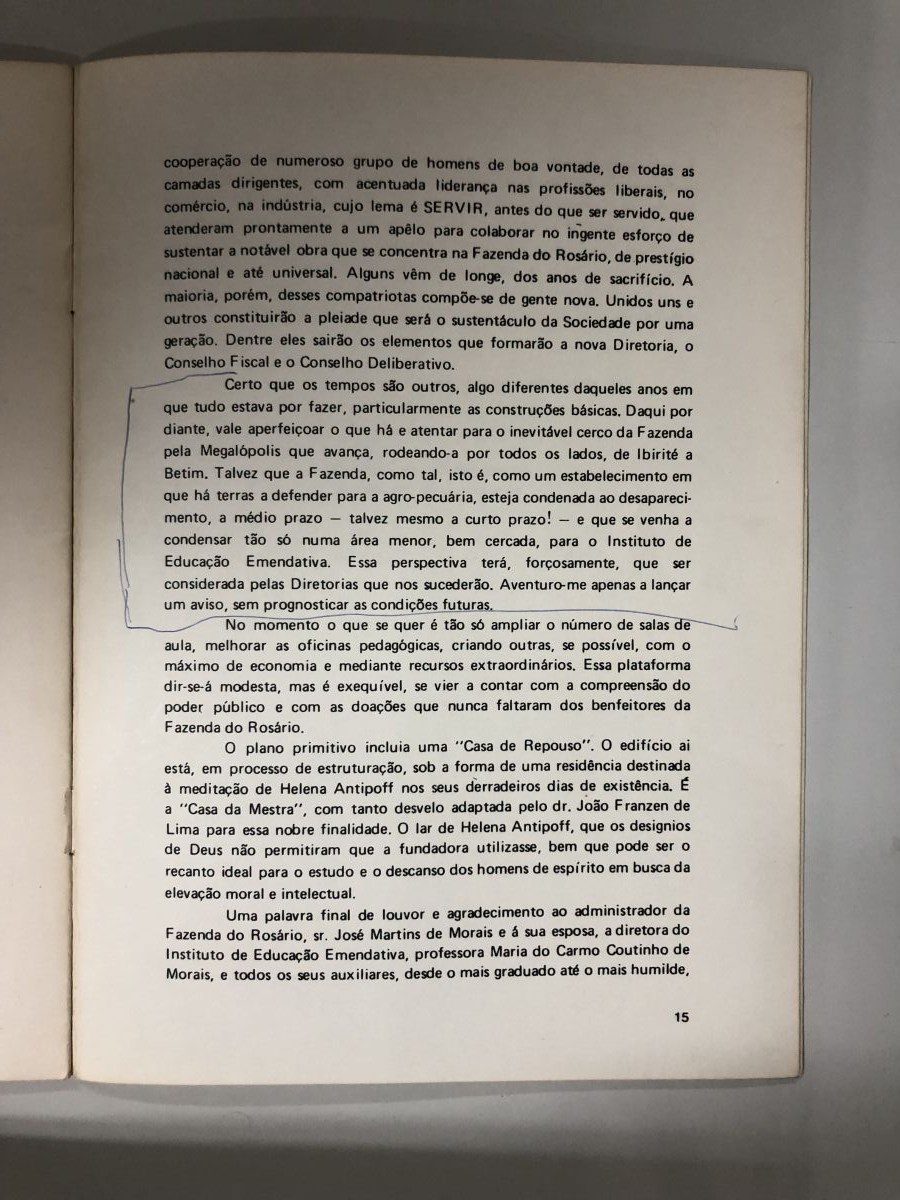 cooperação de numeroso grupo de homens de boa vontade, de todas as
camadas dirigentes, com acentuada liderança nas profissões liberais, no
comércio, na indústria, cujo lema é SERVIR, antes do que ser servido, que
atenderam prontamente a um apêlo para colaborar no ingente esforço de
sustentar a notável obra que se concentra na Fazenda do Rosário, de prestígio
nacional e até universal. Alguns vêm de longe, dos anos de sacrifício. A
maioria, porém, desses compatriotas compõe-se de gente nova. Unidos uns e
outros constituirão a pleiade que será o sustentáculo da Sociedade por uma
geração. Dentre eles sairão os elementos que formarão a nova Diretoria, o
Conselho Fiscal e o Conselho Deliberativo.
Certo que os tempos são outros, algo diferentes daqueles anos em
que tudo estava por fazer, particularmente as construções básicas. Daqui por
diante, vale aperfeiçoar o que há e atentar para o inevitável cerco da Fazenda
pela Megalópolis que avança, rodeando-a por todos os lados, de Ibirité a
Betim. Talvez que a Fazenda, como tal, isto é, como um estabelecimento em
que há terras a defender para a agro-pecuária, esteja condenada ao desapareci-
mento, a médio prazo — talvez mesmo a curto prazo! — e que se venha a
condensar tão só numa área menor, bem cercada, para o Instituto de
Educação Emendativa. Essa perspectiva terá, forçosamente, que ser
considerada pelas Diretorias que nos sucederão. Aventuro-me apenas a lançar
um aviso, sem prognosticar as condições futuras.
No momento o que se quer é tão só ampliar o número de salas de
aula, melhorar as oficinas pedagógicas, criando outras, se possível, com o
máximo de economia e mediante recursos extraordinários. Essa plataforma
dir-se-á modesta, mas é exequível, se vier a contar com a compreensão do
poder público e com as doações que nunca faltaram dos benfeitores da
Fazenda do Rosário.
O plano primitivo incluia uma "Casa de Repouso". O edifício ai
está, em processo de estruturação, sob a forma de uma residência destinada
à meditação de Helena Antipoff nos seus derradeiros dias de existência. É
a "Casa da Mestra", com tanto desvelo adaptada pelo dr. João Franzen de
Lima para essa nobre finalidade. O lar de Helena Antipoff, que os designios
de Deus não permitiram que a fundadora utilizasse, bem que pode ser o
recanto ideal para o estudo e o descanso dos homens de espírito em busca da
elevação moral e intelectual.
Uma palavra final de louvor e agradecimento ao administrador da
Fazenda do Rosário, sr. José Martins de Morais e á sua esposa, a diretora do
Instituto de Educação Emendativa, professora Maria do Carmo Coutinho de
Morais, e todos os seus auxiliares, desde o mais graduado até o mais humilde,
15